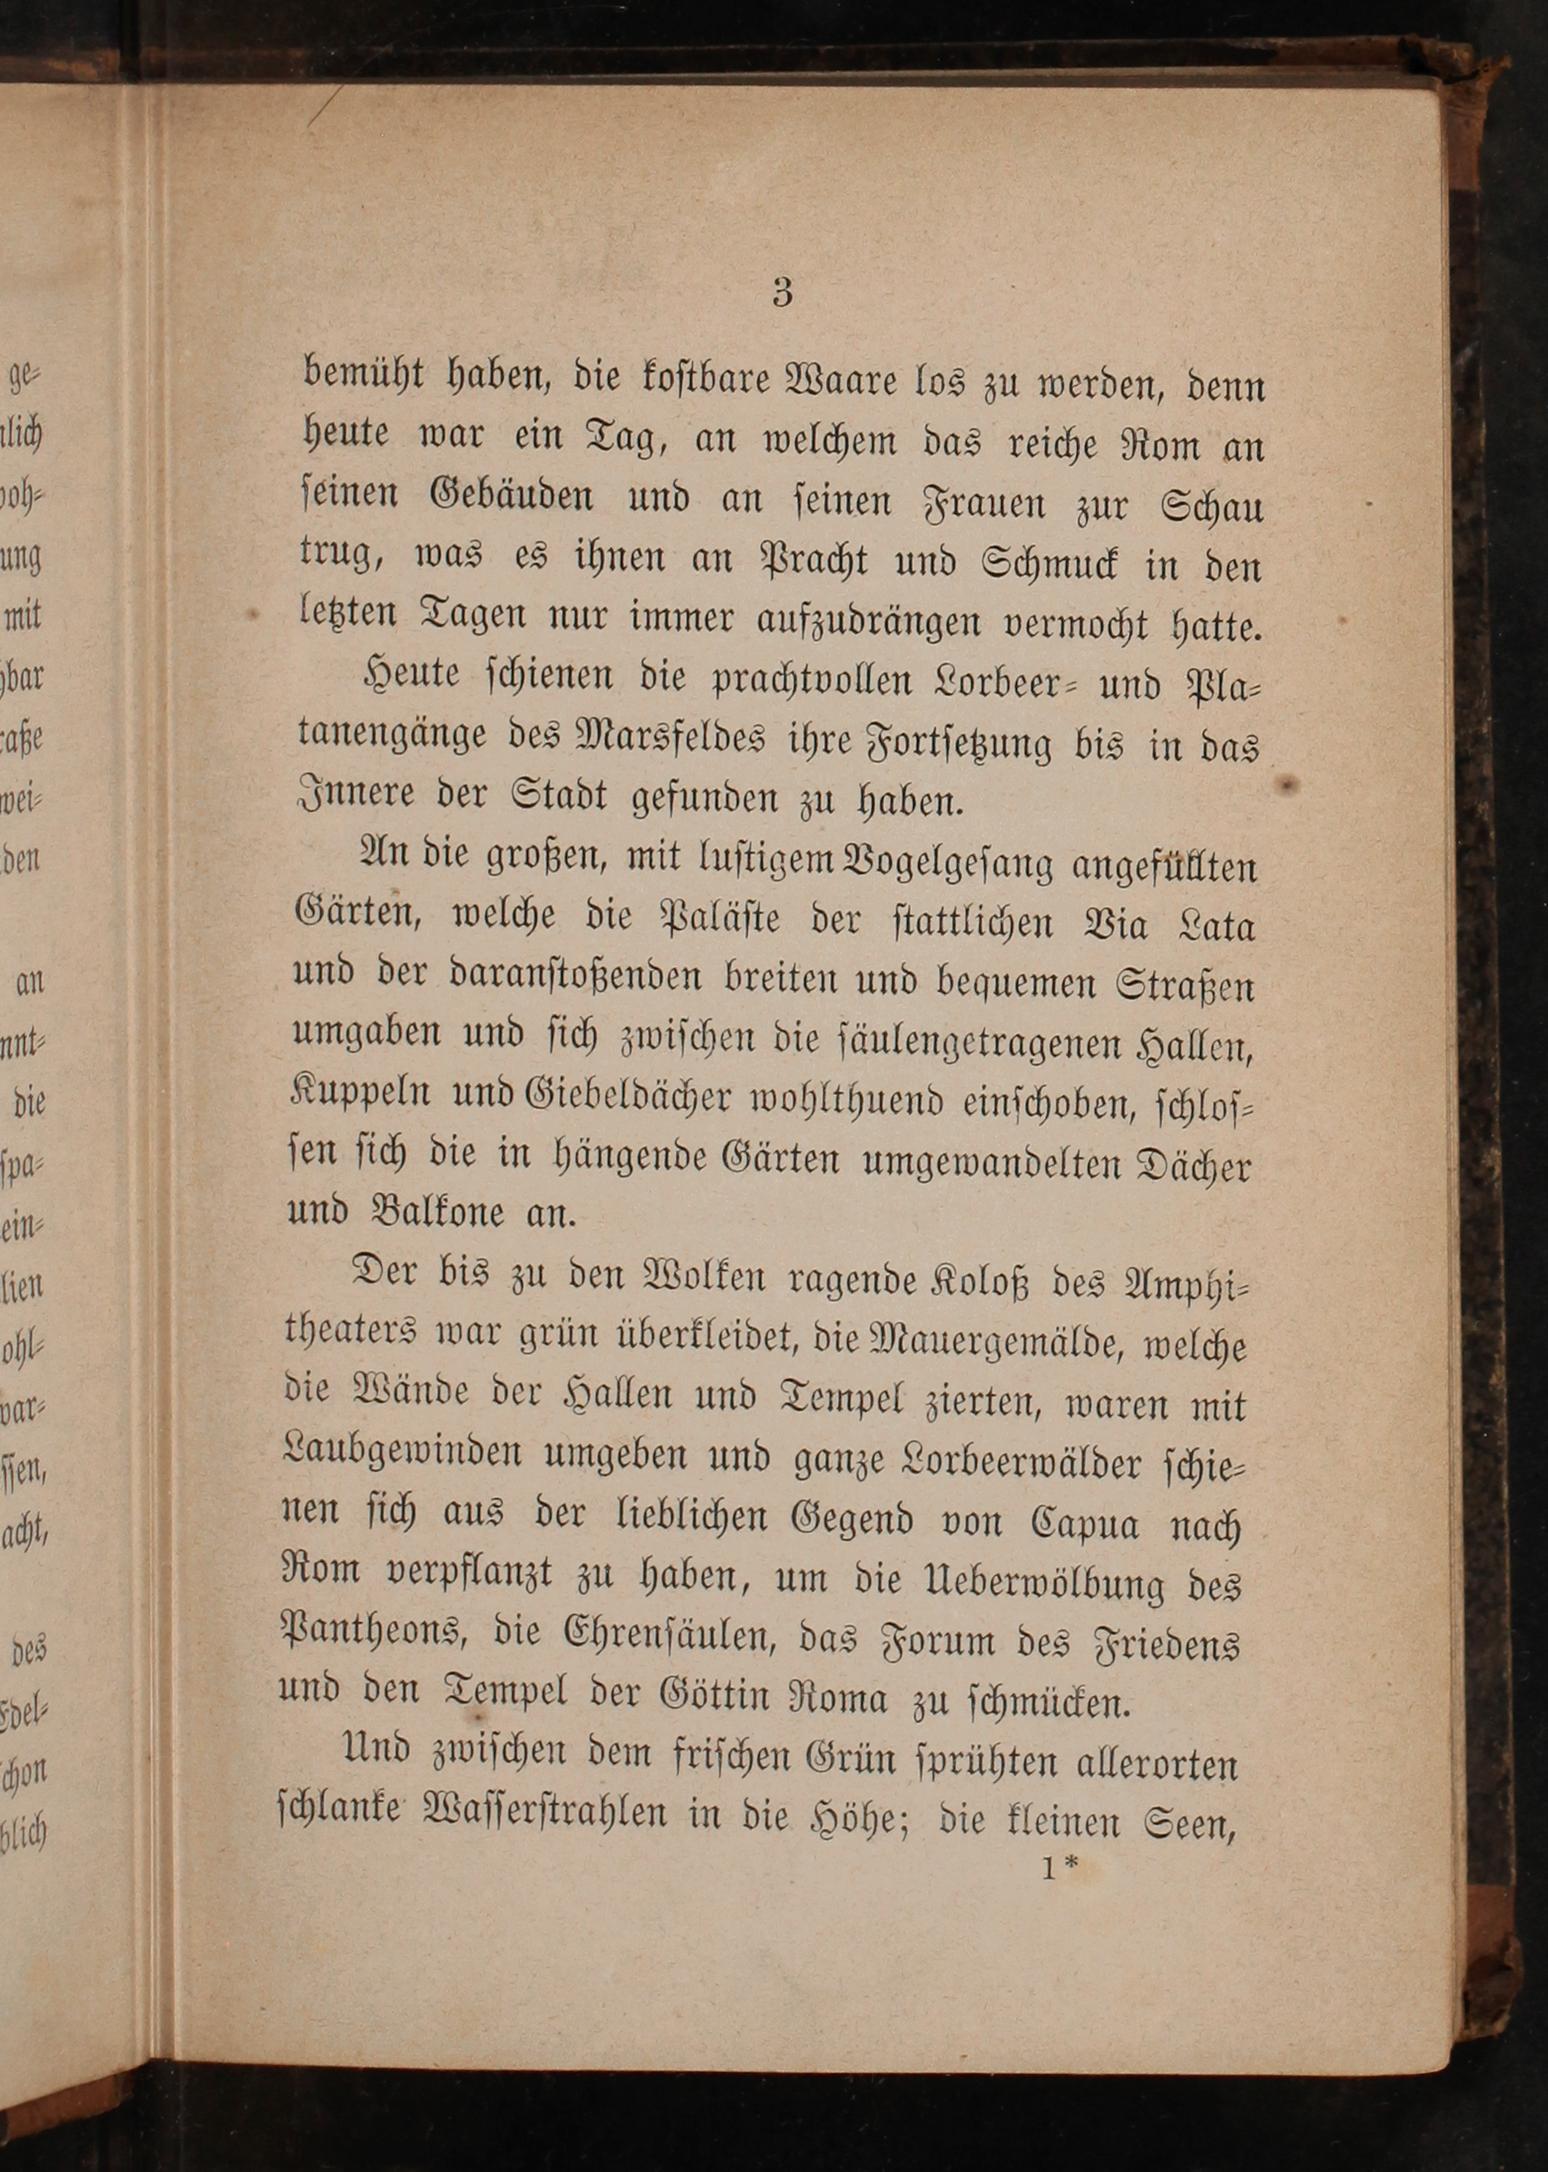 3
bemüht haben, die koſtbare Waare los zu werden, denn
heute war ein Tag, an welchem das reiche Rom an
ſeinen Gebäuden und an ſeinen Frauen zur Schau
trug, was es ihnen an Pracht und Schmuck in den
letzten Tagen nur immer aufzudrängen vermocht hatte.
Heute ſchienen die prachtvollen Lorbeer⸗ und Pla⸗
tanengänge des Marsfeldes ihre Fortſetzung bis in das
Innere der Stadt gefunden zu haben.
An die großen, mit luſtigem Vogelgeſang angefüllten
Gärten, welche die Paläſte der ſtattlichen Via Lata
und der daranſtoßenden breiten und bequemen Straßen
umgaben und ſich zwiſchen die ſäulengetragenen Hallen,
Kuppeln und Giebeldächer wohlthuend einſchoben, ſchloſ⸗
ſen ſich die in hängende Gärten umgewandelten Dächer
und Balkone an.
Der bis zu den Wolken ragende Koloß des Amphi⸗
theaters war grün überkleidet, die Mauergemälde, welche
die Wände der Hallen und Tempel zierten, waren mit
Laubgewinden umgeben und ganze Lorbeerwälder ſchie⸗
nen ſich aus der lieblichen Gegend von Capua nach
Rom verpflanzt zu haben, um die Ueberwölbung des
Pantheons, die Ehrenſäulen, das Forum des Friedens
und den Tempel der Göttin Roma zu ſchmücken.
Und zwiſchen dem friſchen Grün ſprühten allerorten
ſchlanke Waſſerſtrahlen in die Höhe; die kleinen Seen,
1*